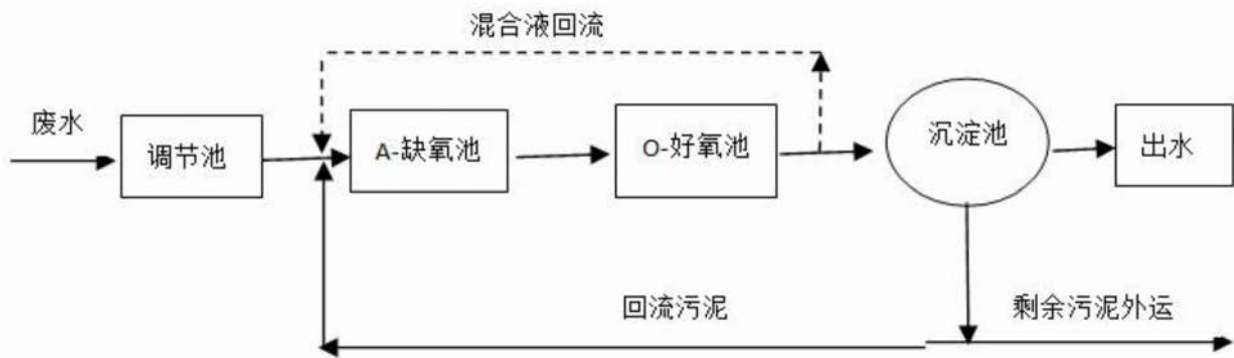 混合液回流
废水
调节池
A-缺氧池
O-好氧池
沉淀池
出水
回流污泥
剩余污泥外运